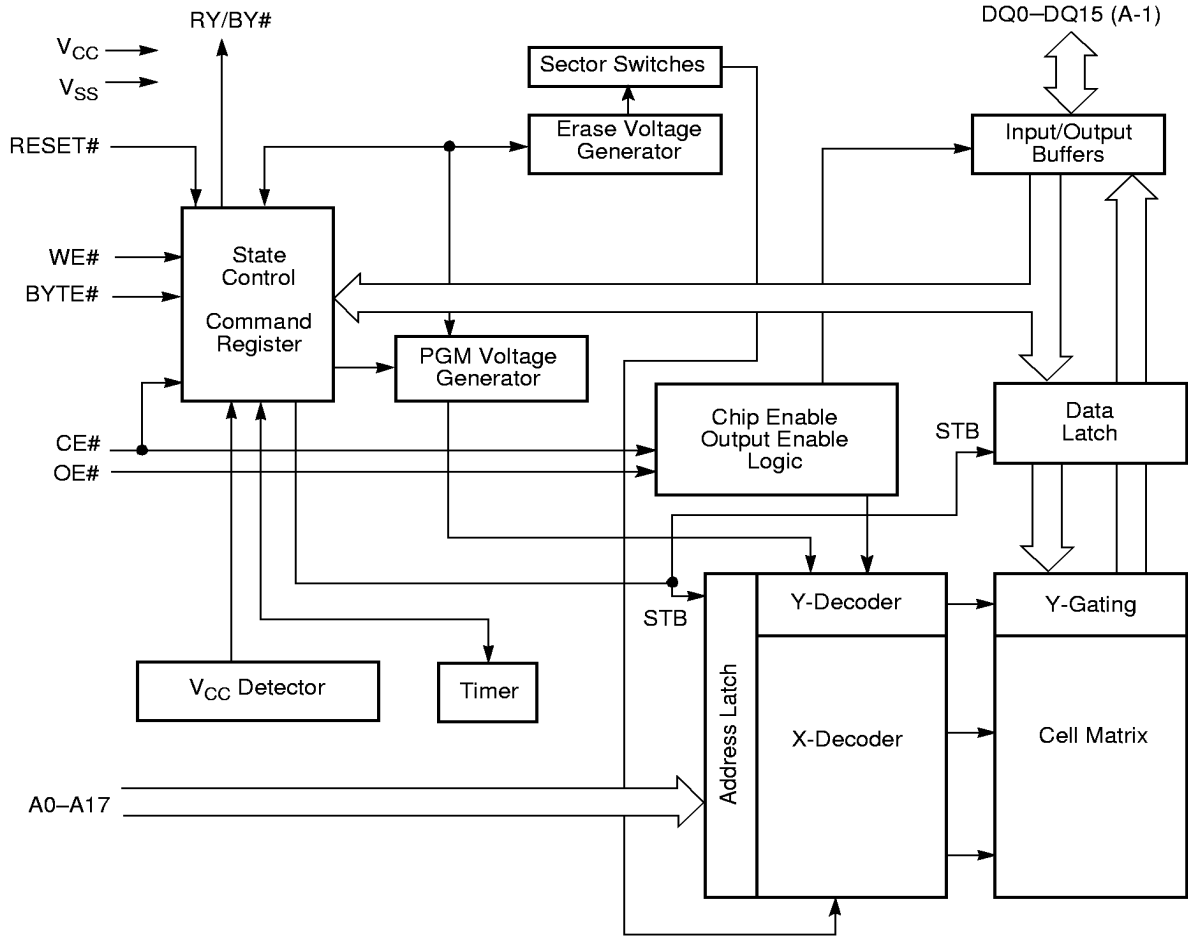 RY/BY#
DQ0–DQ15 (A-1)
VCC
VSS
Sector Switches
RESET#
Erase Voltage
Generator
Input/Output
Buffers
WE#
BYTE#
State
Control
Command
Register
PGM Voltage
Generator
CE#
OE#
Chip Enable
Output Enable
Logic
STB
Data
Latch
STB
Y-Decoder
Y-Gating
VCC Detector
Timer
Address Latch
X-Decoder
Cell Matrix
A0–A17